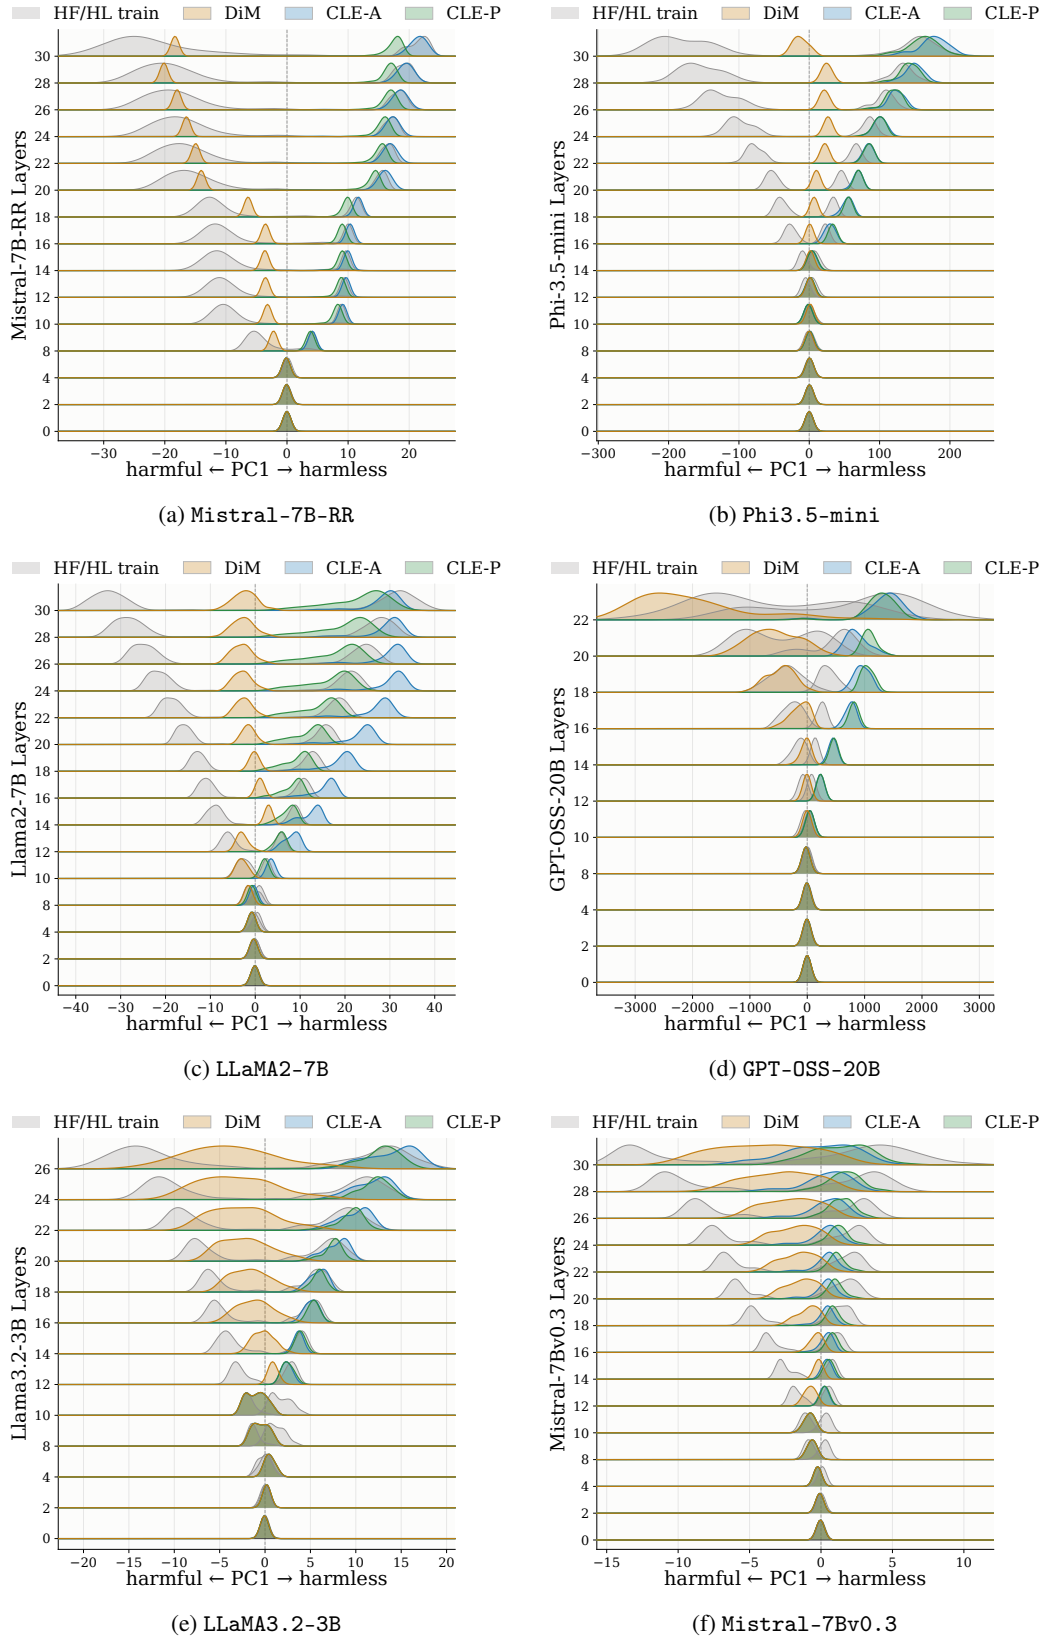 HF/HL train DiM CLE-A CLE-P
Mistral-7B-RR Layers
30
28
26
24
22
20
18
16
14
12
10
8
4
2
0
−30 −20 −10 0 10 20
harmful ← PC1 → harmless
(a) Mistral-7B-RR
HF/HL train DiM CLE-A CLE-P
Phi-3.5-mini Layers
30
28
26
24
22
20
18
16
14
12
10
8
4
2
0
−300 −200 −100 0 100 200
harmful ← PC1 → harmless
(b) Phi3.5-mini
HF/HL train DiM CLE-A CLE-P
Llama2-7B Layers
30
28
26
24
22
20
18
16
14
12
10
8
4
2
0
−40 −30 −20 −10 0 10 20 30 40
harmful ← PC1 → harmless
(c) LLaMA2-7B
HF/HL train DiM CLE-A CLE-P
GPT-OSS-20B Layers
22
20
18
16
14
12
10
8
4
2
0
−3000 −2000 −1000 0 1000 2000 3000
harmful ← PC1 → harmless
(d) GPT-OSS-20B
HF/HL train DiM CLE-A CLE-P
Llama3.2-3B Layers
26
24
22
20
18
16
14
12
10
8
4
2
0
−20 −15 −10 −5 0 5 10 15 20
harmful ← PC1 → harmless
(e) LLaMA3.2-3B
HF/HL train DiM CLE-A CLE-P
Mistral-7Bv0.3 Layers
30
28
26
24
22
20
18
16
14
12
10
8
4
2
0
−15 −10 −5 0 5 10
harmful ← PC1 → harmless
(f) Mistral-7Bv0.3